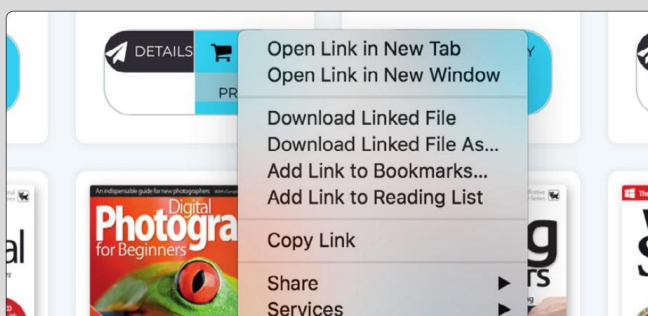 DETAILS
PR
Y
Open Link in New Tab
Open Link in New Window
Download Linked File
Download Linked File As...
Add Link to Bookmarks...
Add Link to Reading List
Copy Link
Share
Services
An indispensable guide for new photographers
Digital
Photogra
for Beginners
al
g
TS
The